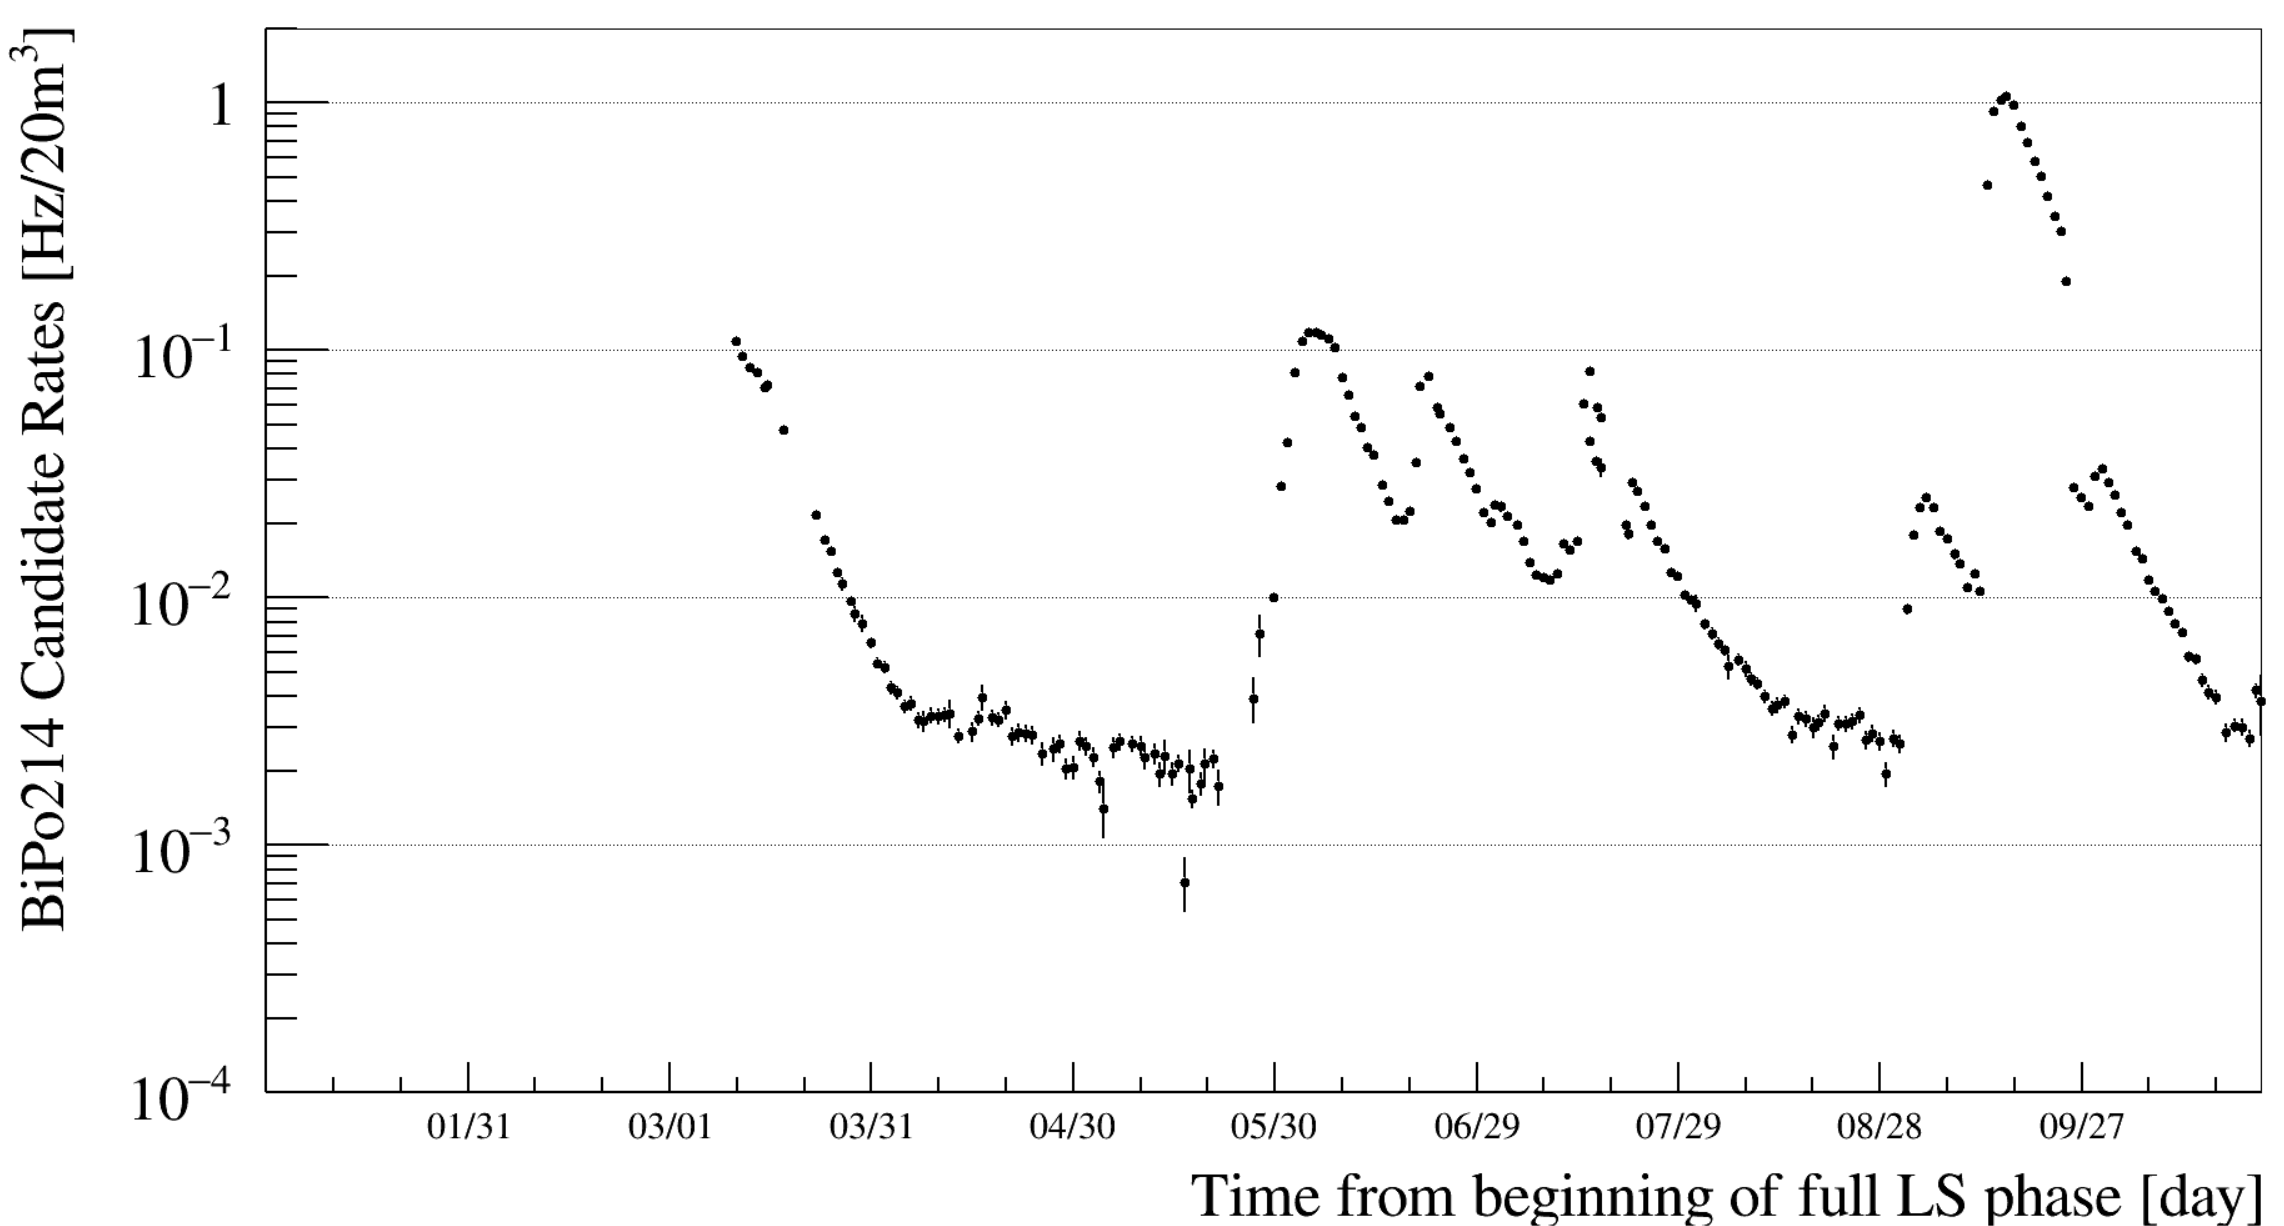 BiPo214 Candidate Rates [Hz/20m³]
1
10⁻¹
10⁻²
10⁻³
10⁻⁴
01/31 03/01 03/31 04/30 05/30 06/29 07/29 08/28 09/27
Time from beginning of full LS phase [day]